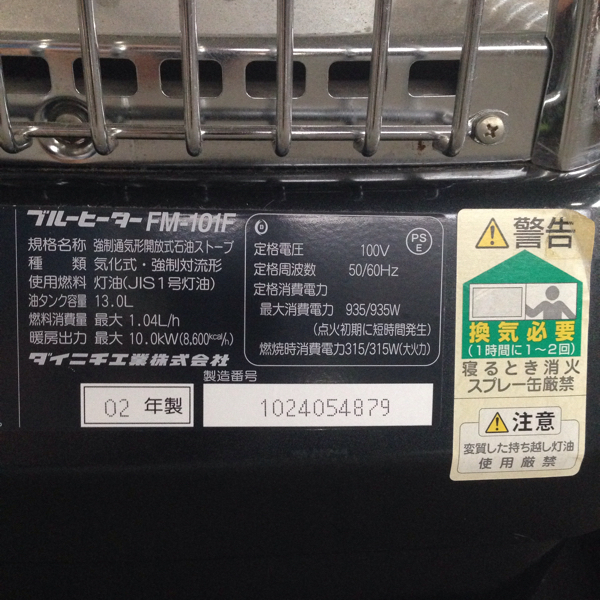 ブルーヒーター FM-101F
規格名称 強制通気形開放式石油ストーブ
種 類 気化式・強制対流形
使用燃料 灯油(JIS1号灯油)
油タンク容量 13.0L
燃料消費量 最大 1.04L/h
暖房出力 最大 10.0kW(8,600kcal/h)
ダイニチ工業株式会社
定格電圧 100V
定格周波数 50/60Hz
定格消費電力
最大消費電力 935/935W
(点火初期に短時間発生)
燃焼時消費電力 315/315W(大火力)
PS
E
製造番号
02 年製
1024054879
警告
換気必要
(1時間に1～2回)
寝るとき消火
スプレー缶厳禁
注意
変質した持ち越し灯油
使用厳禁